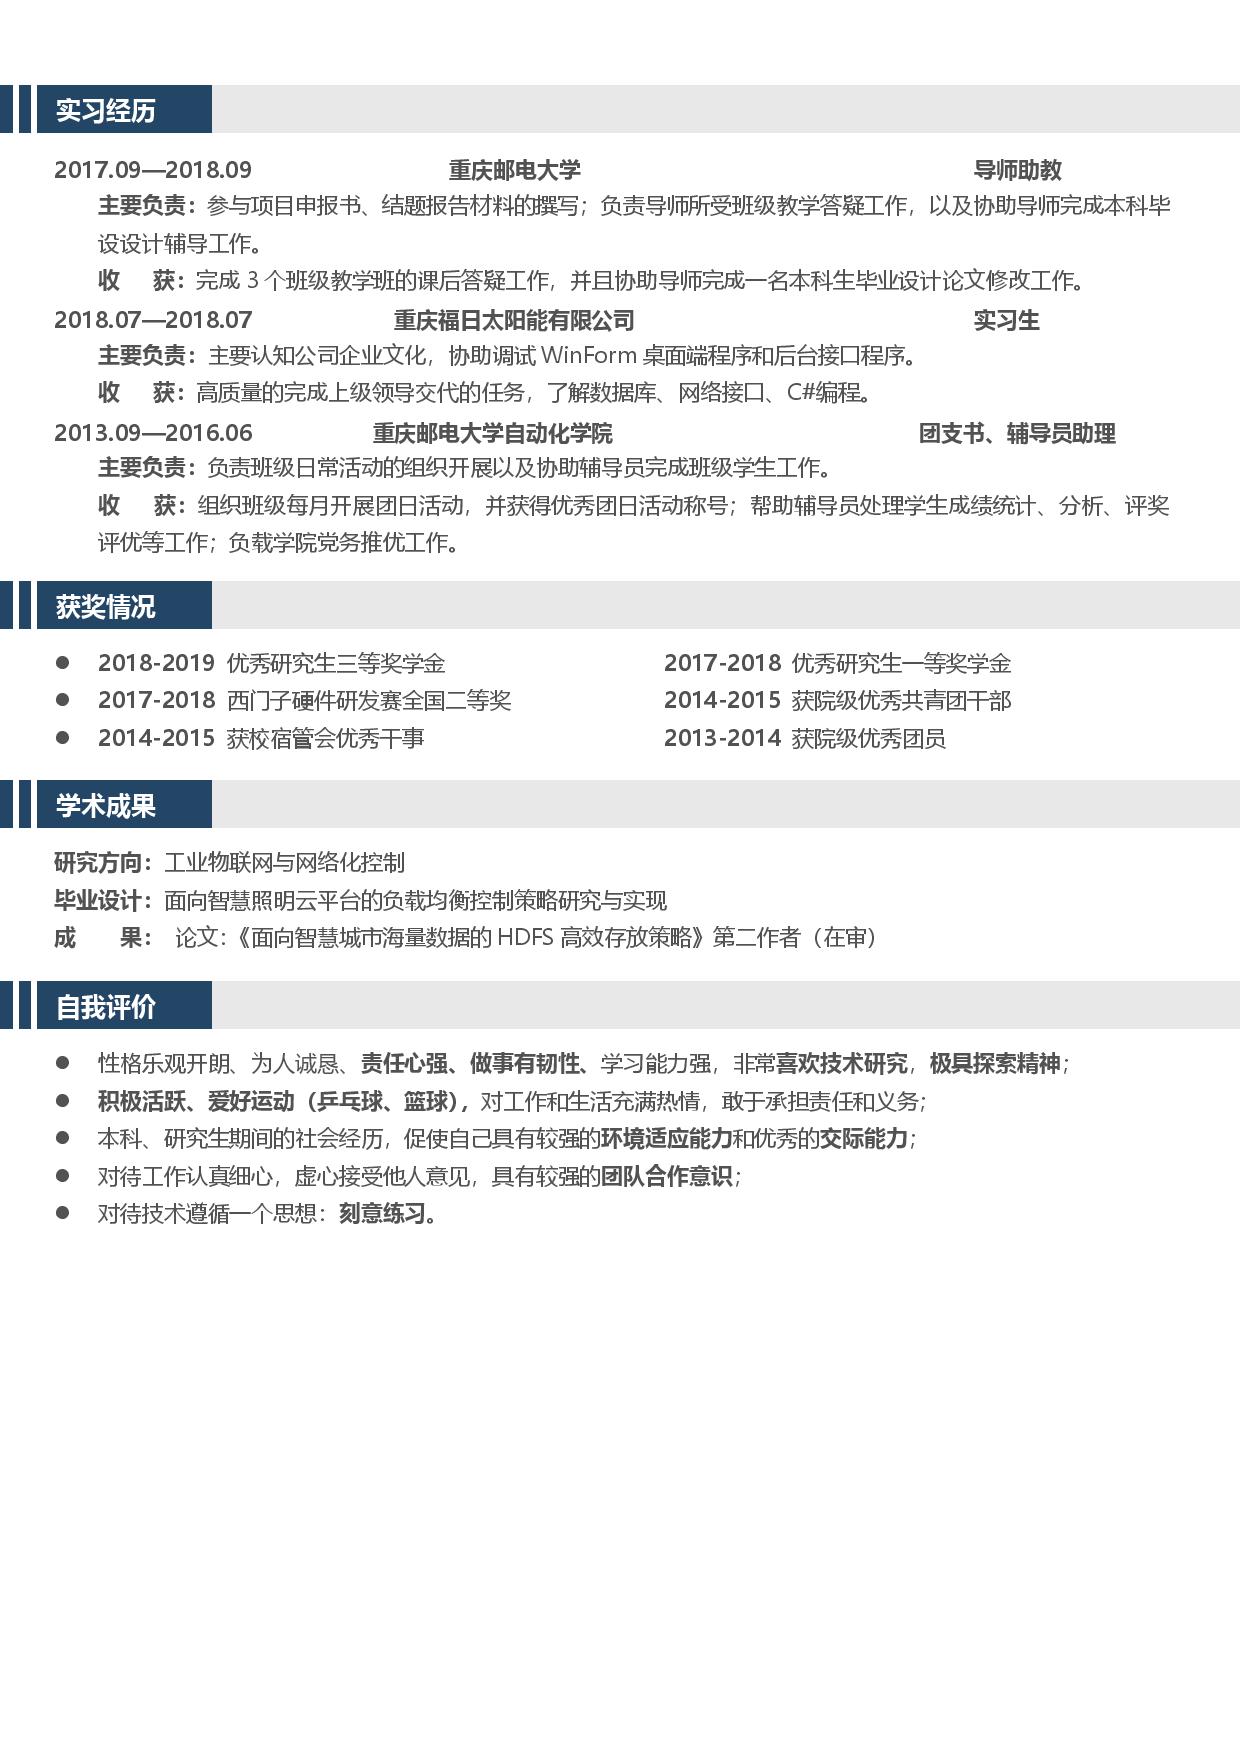 实习经历
2017.09—2018.09 重庆邮电大学 导师助教
主要负责：参与项目申报书、结题报告材料的撰写；负责导师所受班级教学答疑工作，以及协助导师完成本科毕
设设计辅导工作。
收 获：完成 3 个班级教学班的课后答疑工作，并且协助导师完成一名本科生毕业设计论文修改工作。
2018.07—2018.07 重庆福日太阳能有限公司 实习生
主要负责：主要认知公司企业文化，协助调试 WinForm 桌面端程序和后台接口程序。
收 获：高质量的完成上级领导交代的任务，了解数据库、网络接口、C#编程。
2013.09—2016.06 重庆邮电大学自动化学院 团支书、辅导员助理
主要负责：负责班级日常活动的组织开展以及协助辅导员完成班级学生工作。
收 获：组织班级每月开展团日活动，并获得优秀团日活动称号；帮助辅导员处理学生成绩统计、分析、评奖
评优等工作；负载学院党务推优工作。
获奖情况
● 2018-2019 优秀研究生三等奖学金 2017-2018 优秀研究生一等奖学金
● 2017-2018 西门子硬件研发赛全国二等奖 2014-2015 获院级优秀共青团干部
● 2014-2015 获校宿管会优秀干事 2013-2014 获院级优秀团员
学术成果
研究方向：工业物联网与网络化控制
毕业设计：面向智慧照明云平台的负载均衡控制策略研究与实现
成 果： 论文：《面向智慧城市海量数据的 HDFS 高效存放策略》第二作者（在审）
自我评价
● 性格乐观开朗、为人诚恳、责任心强、做事有韧性、学习能力强，非常喜欢技术研究，极具探索精神；
● 积极活跃、爱好运动（乒乓球、篮球），对工作和生活充满热情，敢于承担责任和义务；
● 本科、研究生期间的社会经历，促使自己具有较强的环境适应能力和优秀的交际能力；
● 对待工作认真细心，虚心接受他人意见，具有较强的团队合作意识；
● 对待技术遵循一个思想：刻意练习。